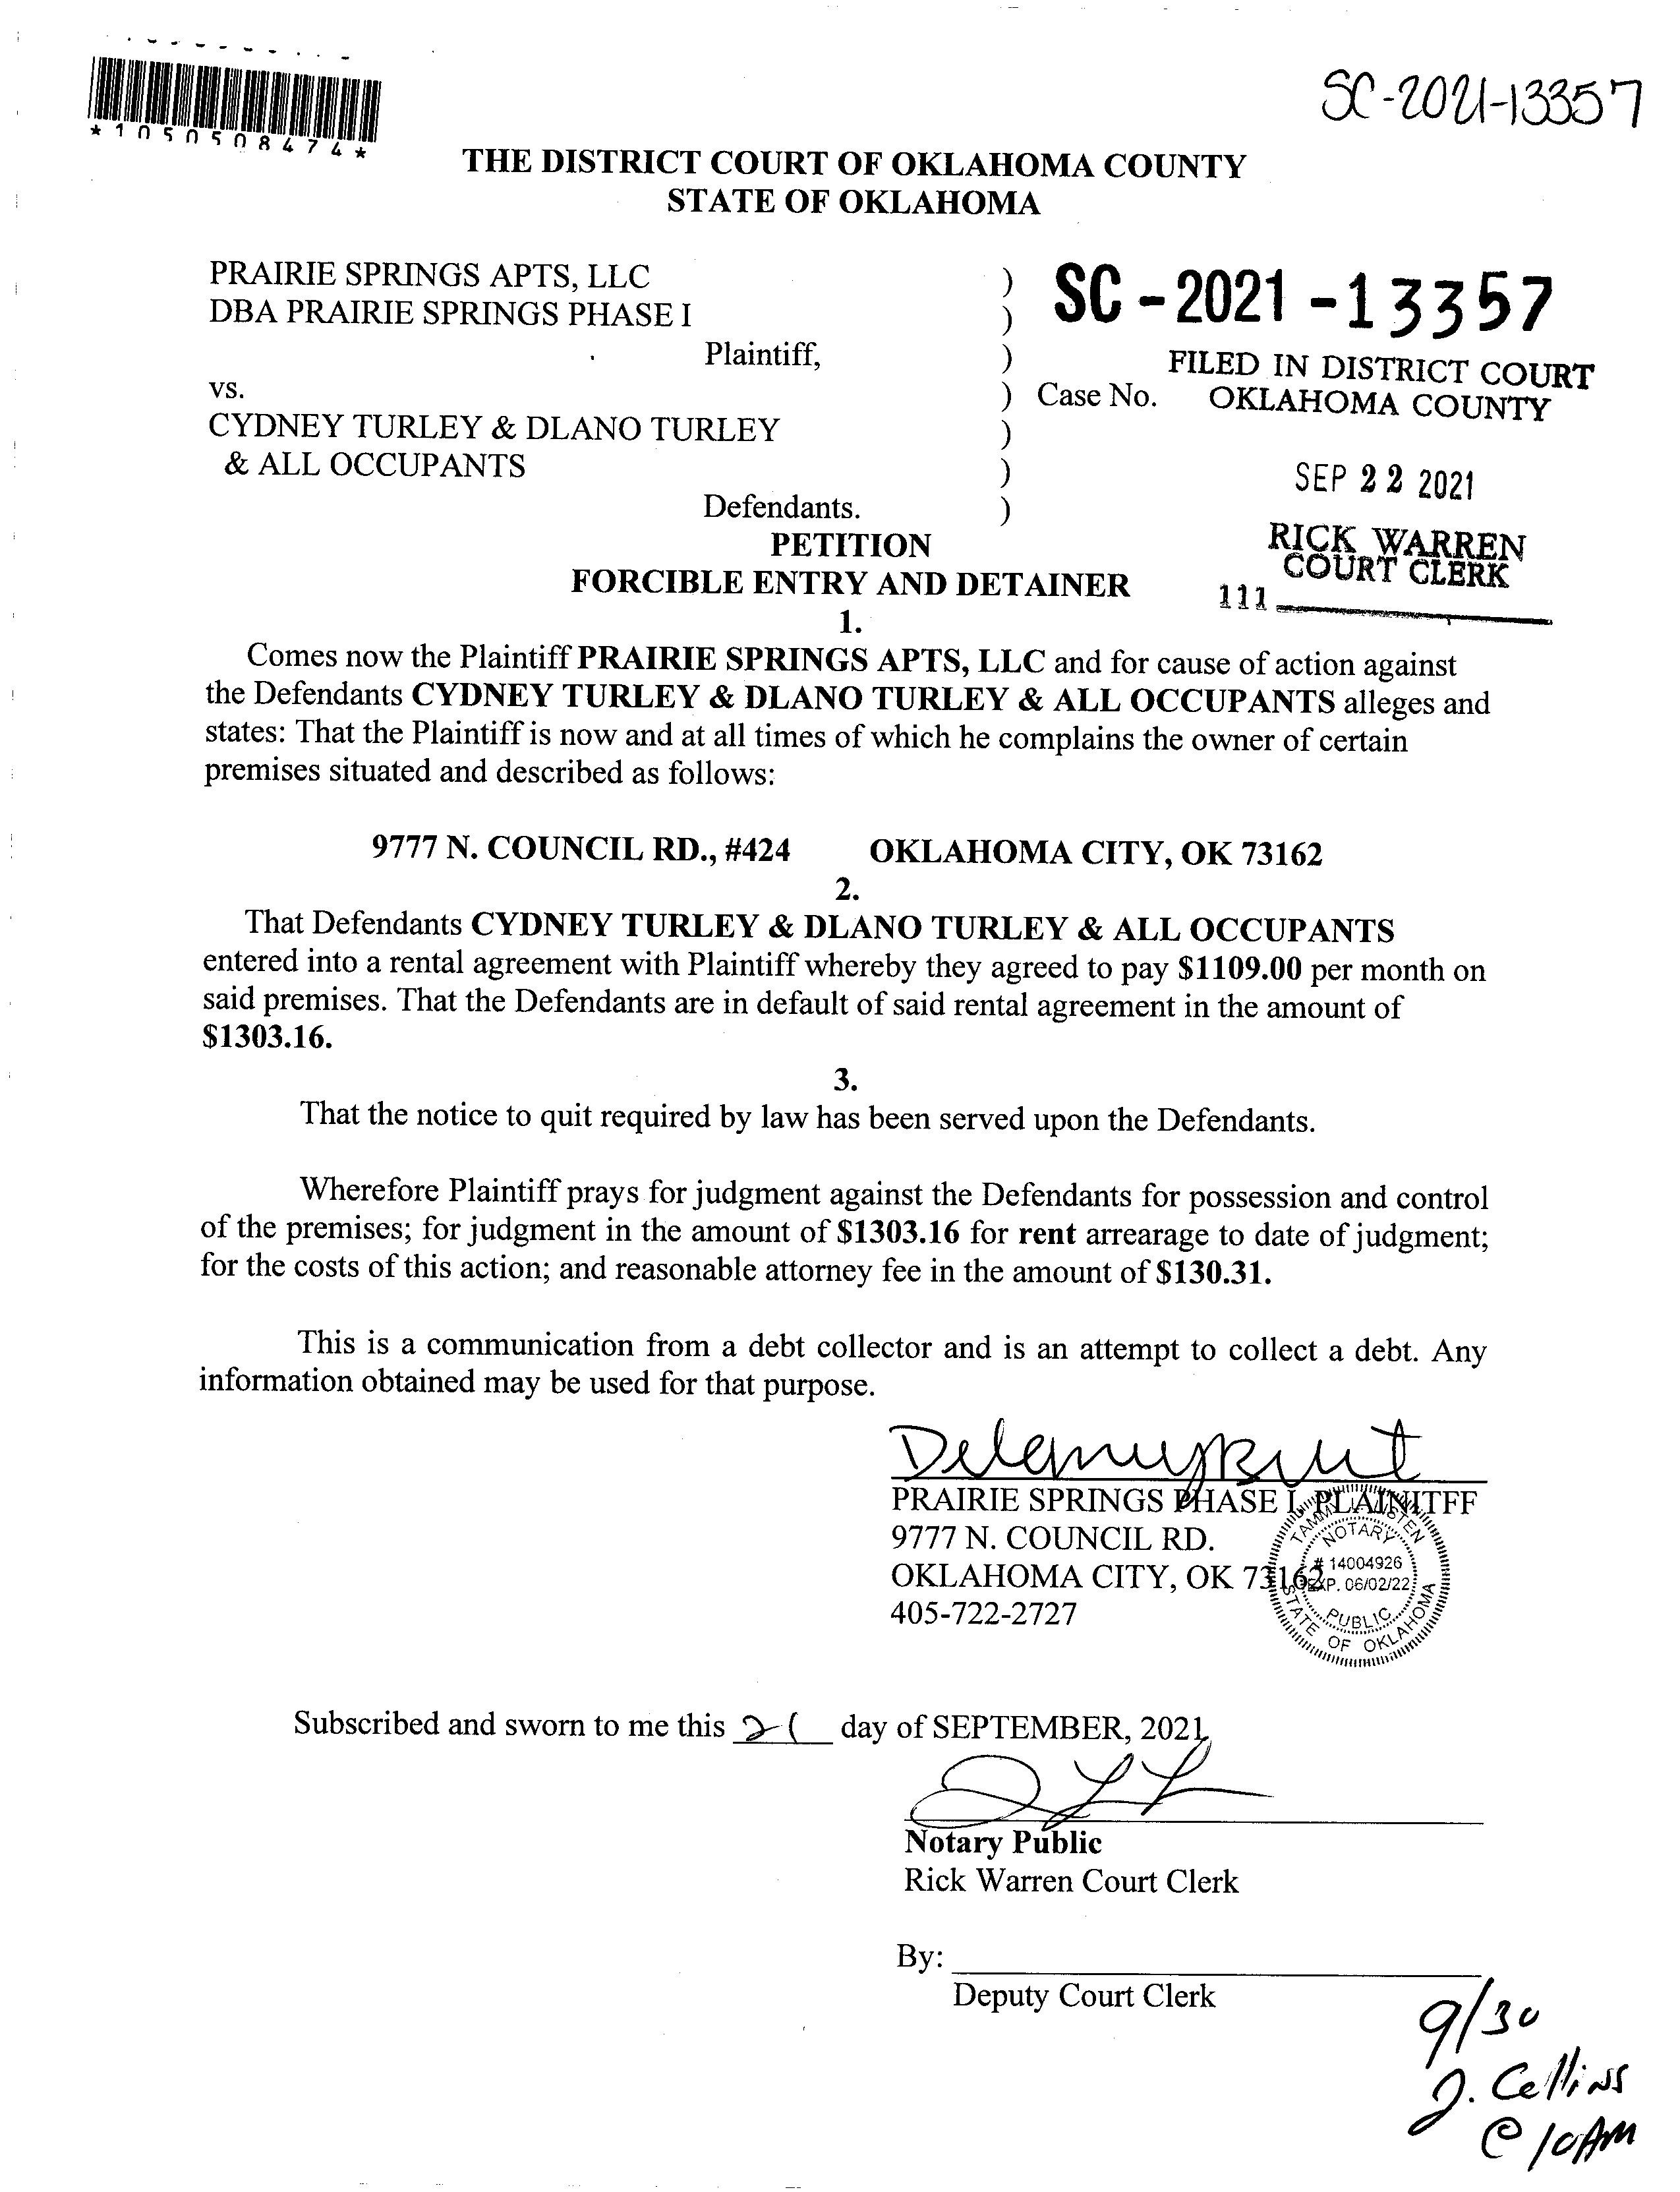 SC-2021-13357
*1050508474*
THE DISTRICT COURT OF OKLAHOMA COUNTY
STATE OF OKLAHOMA
PRAIRIE SPRINGS APTS, LLC )
DBA PRAIRIE SPRINGS PHASE I )
Plaintiff, )
vs. ) Case No.
CYDNEY TURLEY & DLANO TURLEY )
& ALL OCCUPANTS )
Defendants. )
SC-2021-13357
FILED IN DISTRICT COURT
OKLAHOMA COUNTY
SEP 22 2021
RICK WARREN
COURT CLERK
111
PETITION
FORCIBLE ENTRY AND DETAINER
1.
Comes now the Plaintiff PRAIRIE SPRINGS APTS, LLC and for cause of action against
the Defendants CYDNEY TURLEY & DLANO TURLEY & ALL OCCUPANTS alleges and
states: That the Plaintiff is now and at all times of which he complains the owner of certain
premises situated and described as follows:
9777 N. COUNCIL RD., #424 OKLAHOMA CITY, OK 73162
2.
That Defendants CYDNEY TURLEY & DLANO TURLEY & ALL OCCUPANTS
entered into a rental agreement with Plaintiff whereby they agreed to pay $1109.00 per month on
said premises. That the Defendants are in default of said rental agreement in the amount of
$1303.16.
3.
That the notice to quit required by law has been served upon the Defendants.
Wherefore Plaintiff prays for judgment against the Defendants for possession and control
of the premises; for judgment in the amount of $1303.16 for rent arrearage to date of judgment;
for the costs of this action; and reasonable attorney fee in the amount of $130.31.
This is a communication from a debt collector and is an attempt to collect a debt. Any
information obtained may be used for that purpose.
PRAIRIE SPRINGS PHASE I, PLAINITFF
9777 N. COUNCIL RD.
OKLAHOMA CITY, OK 73162
405-722-2727
NOTARY
# 14004926
EXP. 06/02/22
PUBLIC
STATE OF OKLAHOMA
Subscribed and sworn to me this 21 day of SEPTEMBER, 2021
Notary Public
Rick Warren Court Clerk
By:
Deputy Court Clerk
9/30
J. Collins
@ 10AM